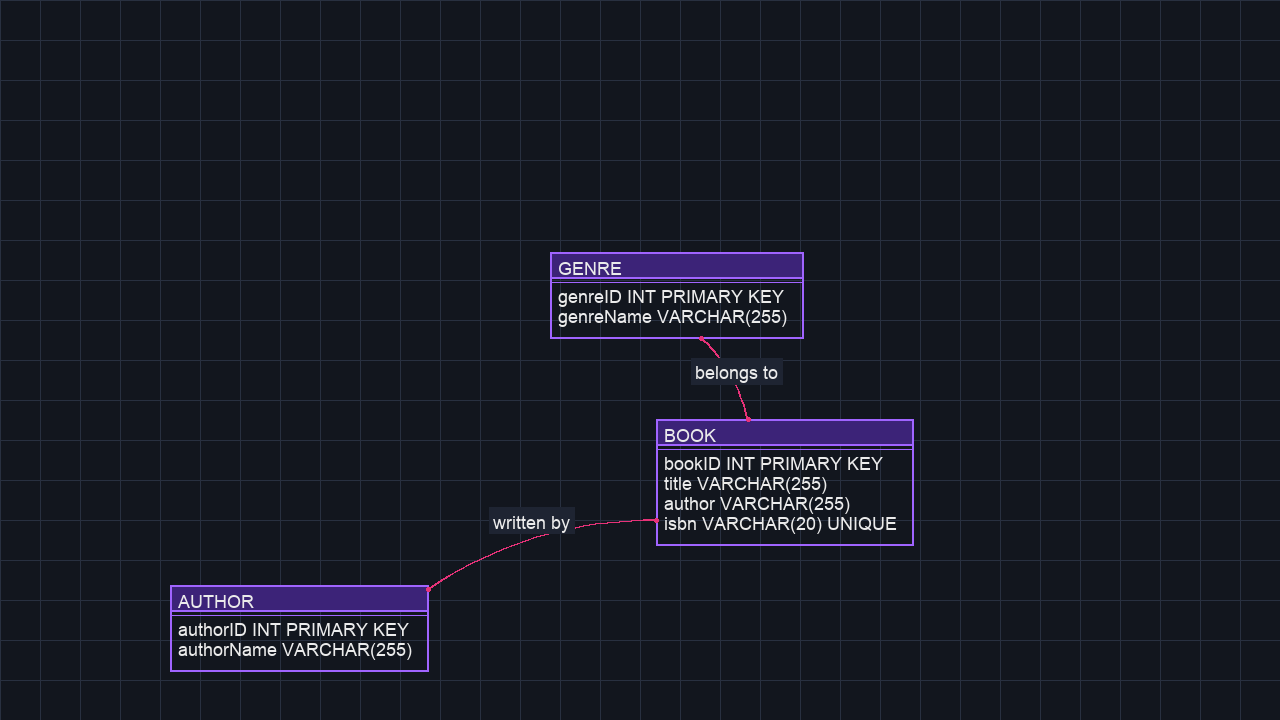 GENRE
genreID INT PRIMARY KEY
genreName VARCHAR(255)
belongs to
BOOK
bookID INT PRIMARY KEY
title VARCHAR(255)
author VARCHAR(255)
isbn VARCHAR(20) UNIQUE
written by
AUTHOR
authorID INT PRIMARY KEY
authorName VARCHAR(255)